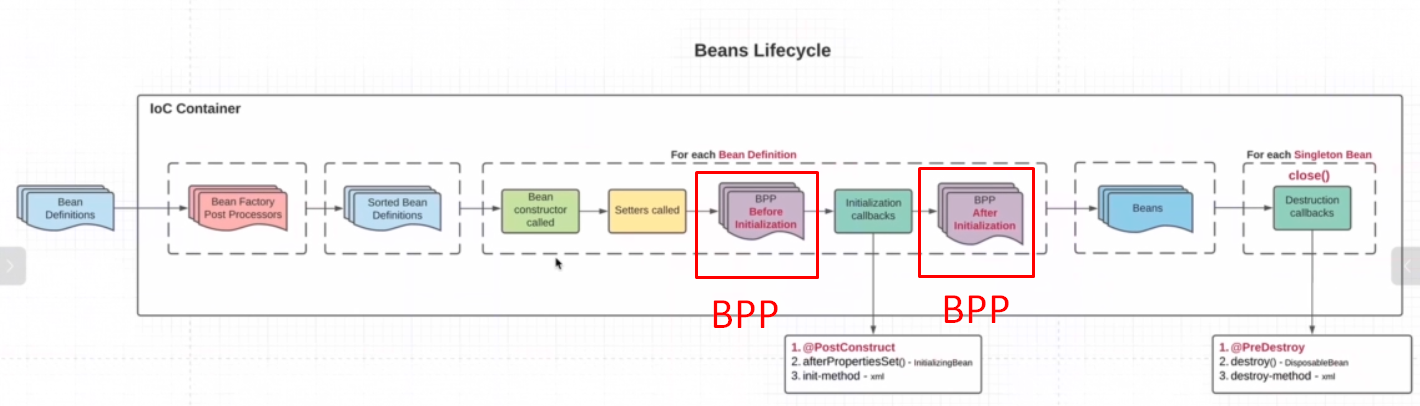 Beans Lifecycle
IoC Container
For each Bean Definition
For each Singleton Bean
close()
Bean
Definitions
Bean Factory
Post Processors
Sorted Bean
Definitions
Bean
constructor
called
Setters called
BPP
Before
Initialization
Initialization
callbacks
BPP
After
Initialization
Beans
Destruction
callbacks
BPP
BPP
1. @PostConstruct
2. afterPropertiesSet() - InitializingBean
3. init-method - xml
1. @PreDestroy
2. destroy() - DisposableBean
3. destroy-method - xml